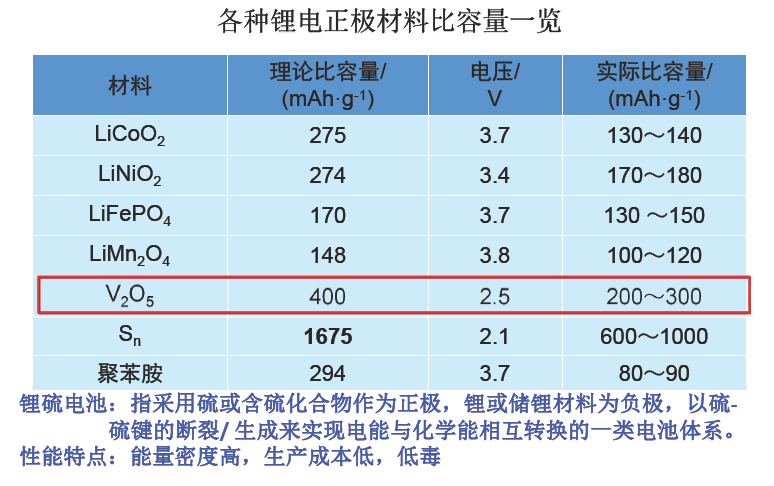 各种锂电正极材料比容量一览
材料 理论比容量/(mAh·g-1) 电压/V 实际比容量/(mAh·g-1)
LiCoO2 275 3.7 130～140
LiNiO2 274 3.4 170～180
LiFePO4 170 3.7 130 ～150
LiMn2O4 148 3.8 100～120
V2O5 400 2.5 200～300
Sn 1675 2.1 600～1000
聚苯胺 294 3.7 80～90
锂硫电池：指采用硫或含硫化合物作为正极，锂或储锂材料为负极，以硫-
硫键的断裂/ 生成来实现电能与化学能相互转换的一类电池体系。
性能特点：能量密度高，生产成本低，低毒